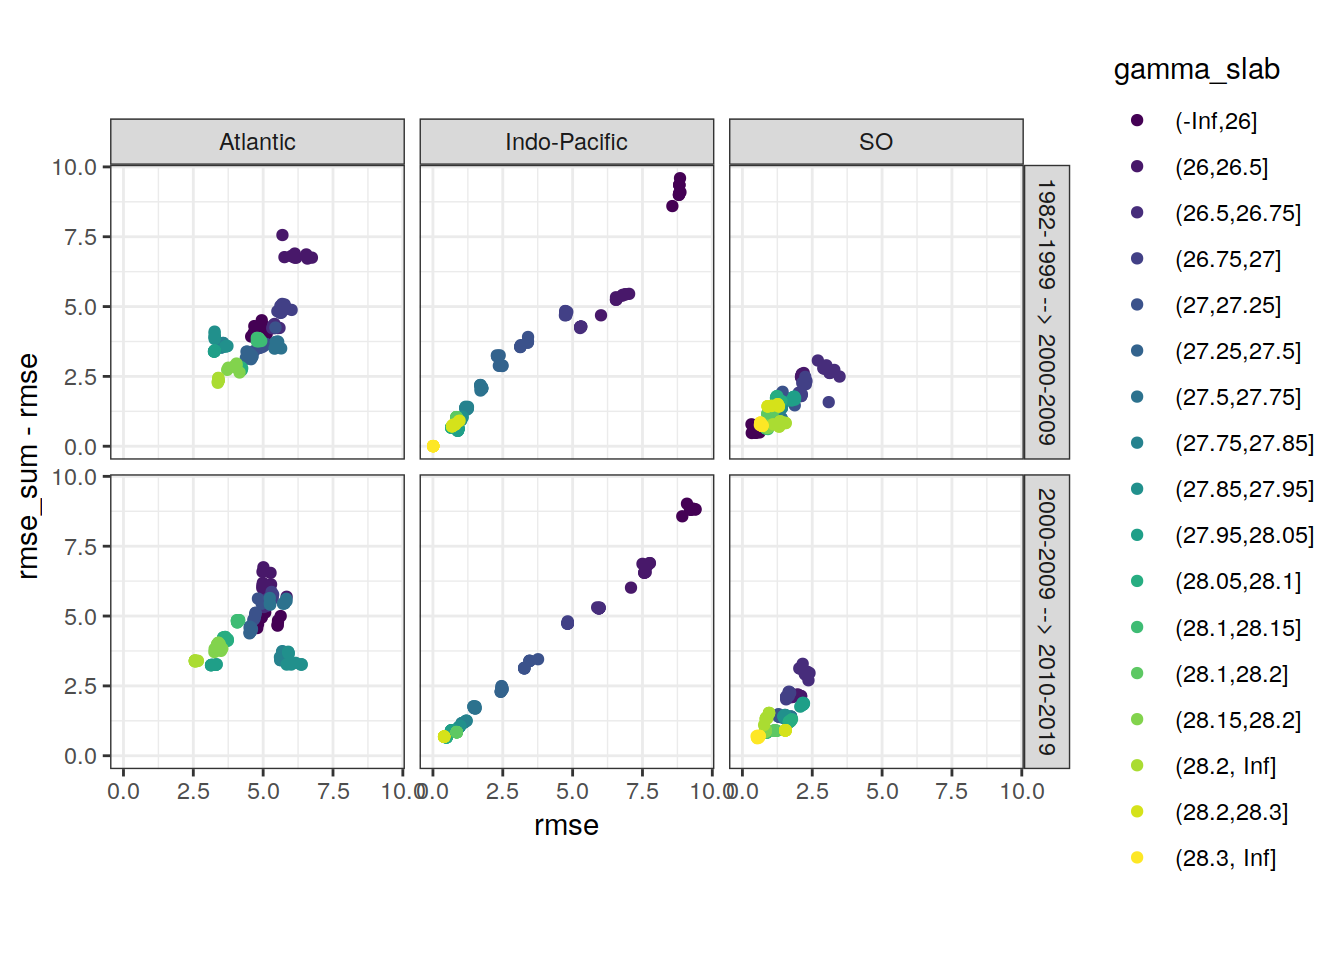 gamma_slab
(-Inf,26]
(26,26.5]
(26.5,26.75]
(26.75,27]
(27,27.25]
(27.25,27.5]
(27.5,27.75]
(27.75,27.85]
(27.85,27.95]
(27.95,28.05]
(28.05,28.1]
(28.1,28.15]
(28.1,28.2]
(28.15,28.2]
(28.2, Inf]
(28.2,28.3]
(28.3, Inf]
Atlantic
Indo-Pacific
SO
1982-1999 --> 2000-2009
2000-2009 --> 2010-2019
10.0
7.5
5.0
2.5
0.0
10.0
7.5
5.0
2.5
0.0
rmse_sum - rmse
0.0 2.5 5.0 7.5 10.0
0.0 2.5 5.0 7.5 10.0
0.0 2.5 5.0 7.5 10.0
rmse